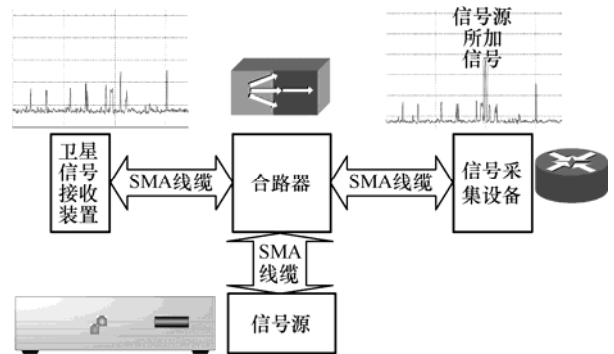 信号源
所加
信号
卫星
信号
接收
装置
SMA线缆
合路器
SMA线缆
信号采
集设备
SMA
线缆
信号源